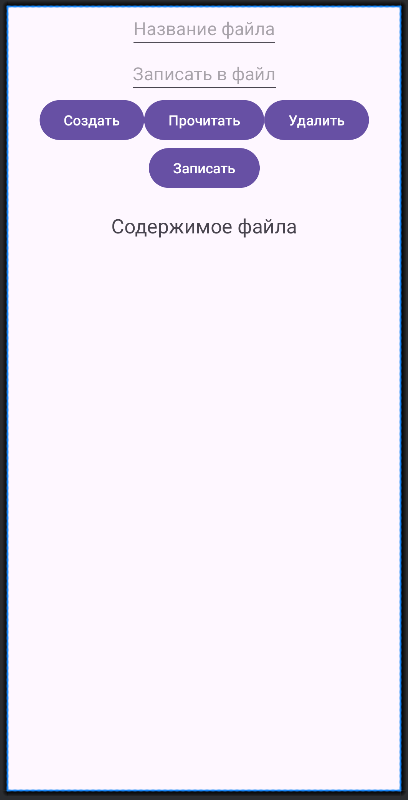 Название файла
Записать в файл
Создать Прочитать Удалить
Записать
Содержимое файла